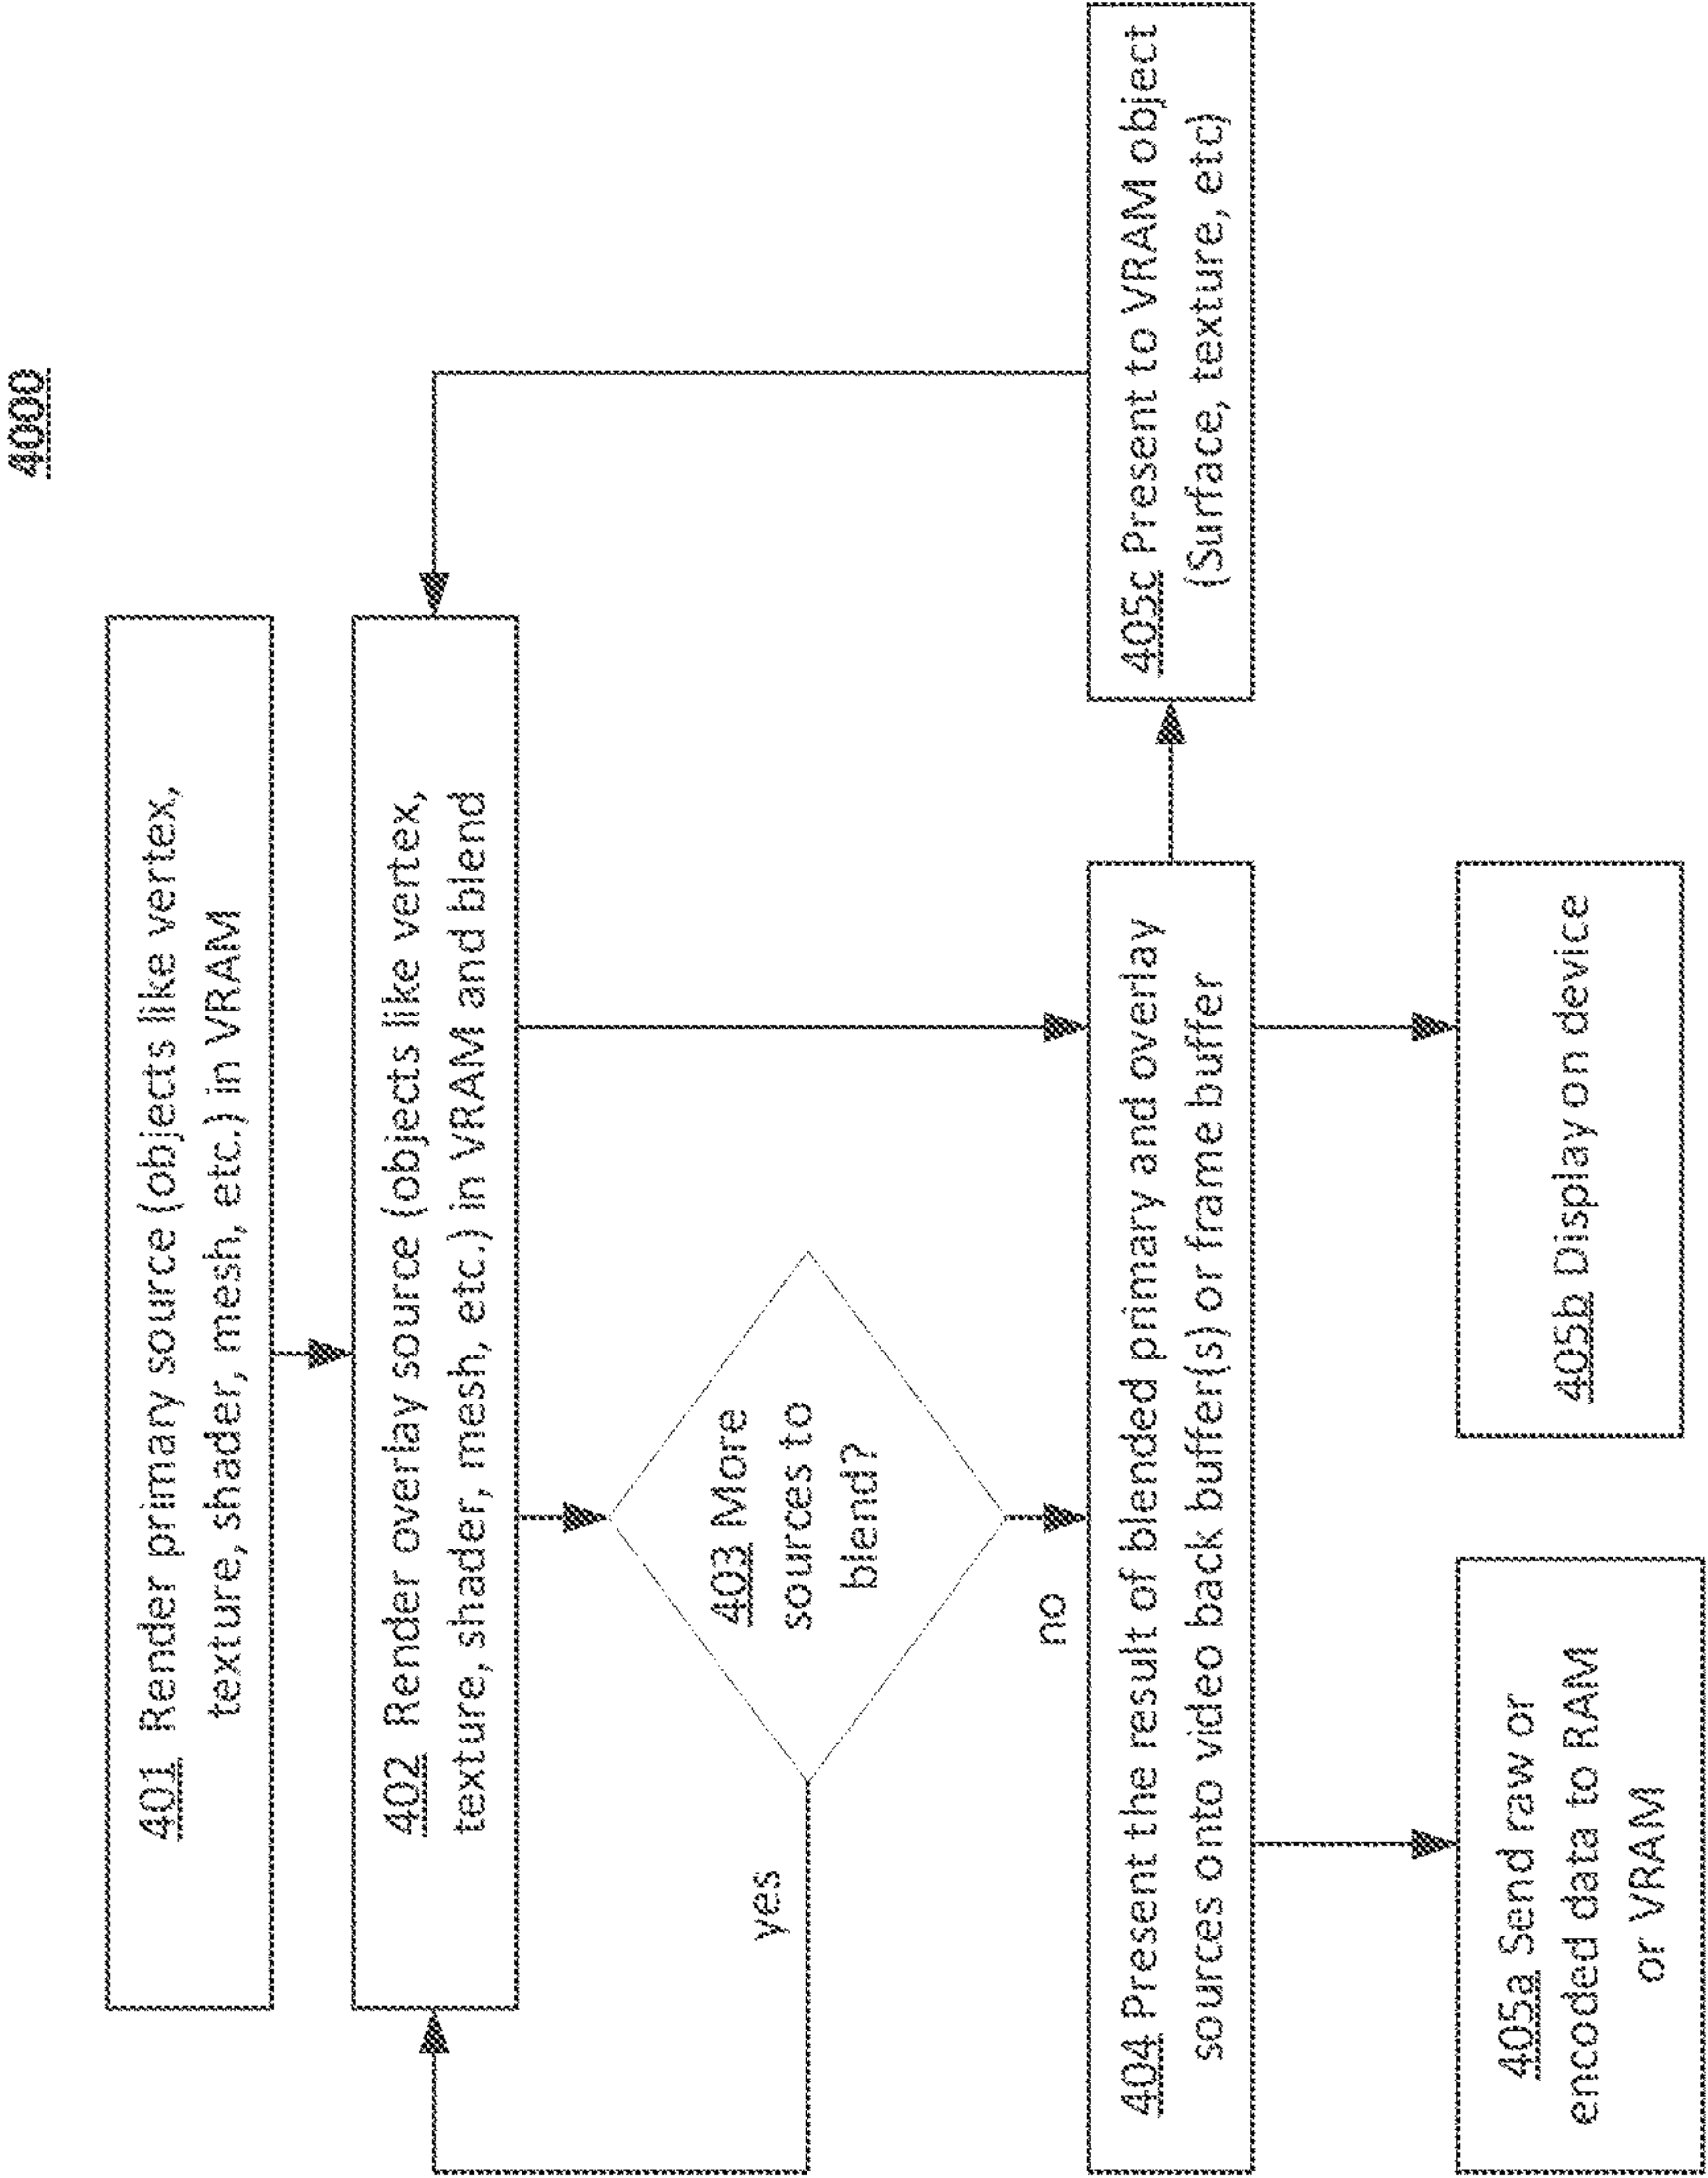 4000
401 Render primary source (objects like vertex,
texture, shader, mesh, etc.) in VRAM
402 Render overlay source (objects like vertex,
texture, shader, mesh, etc.) in VRAM and blend
403 More
sources to
blend?
yes
no
404 Present the result of blended primary and overlay
sources onto video back buffer(s) or frame buffer
405c Present to VRAM object
(Surface, texture, etc)
405a Send raw or
encoded data to RAM
or VRAM
405b Display on device